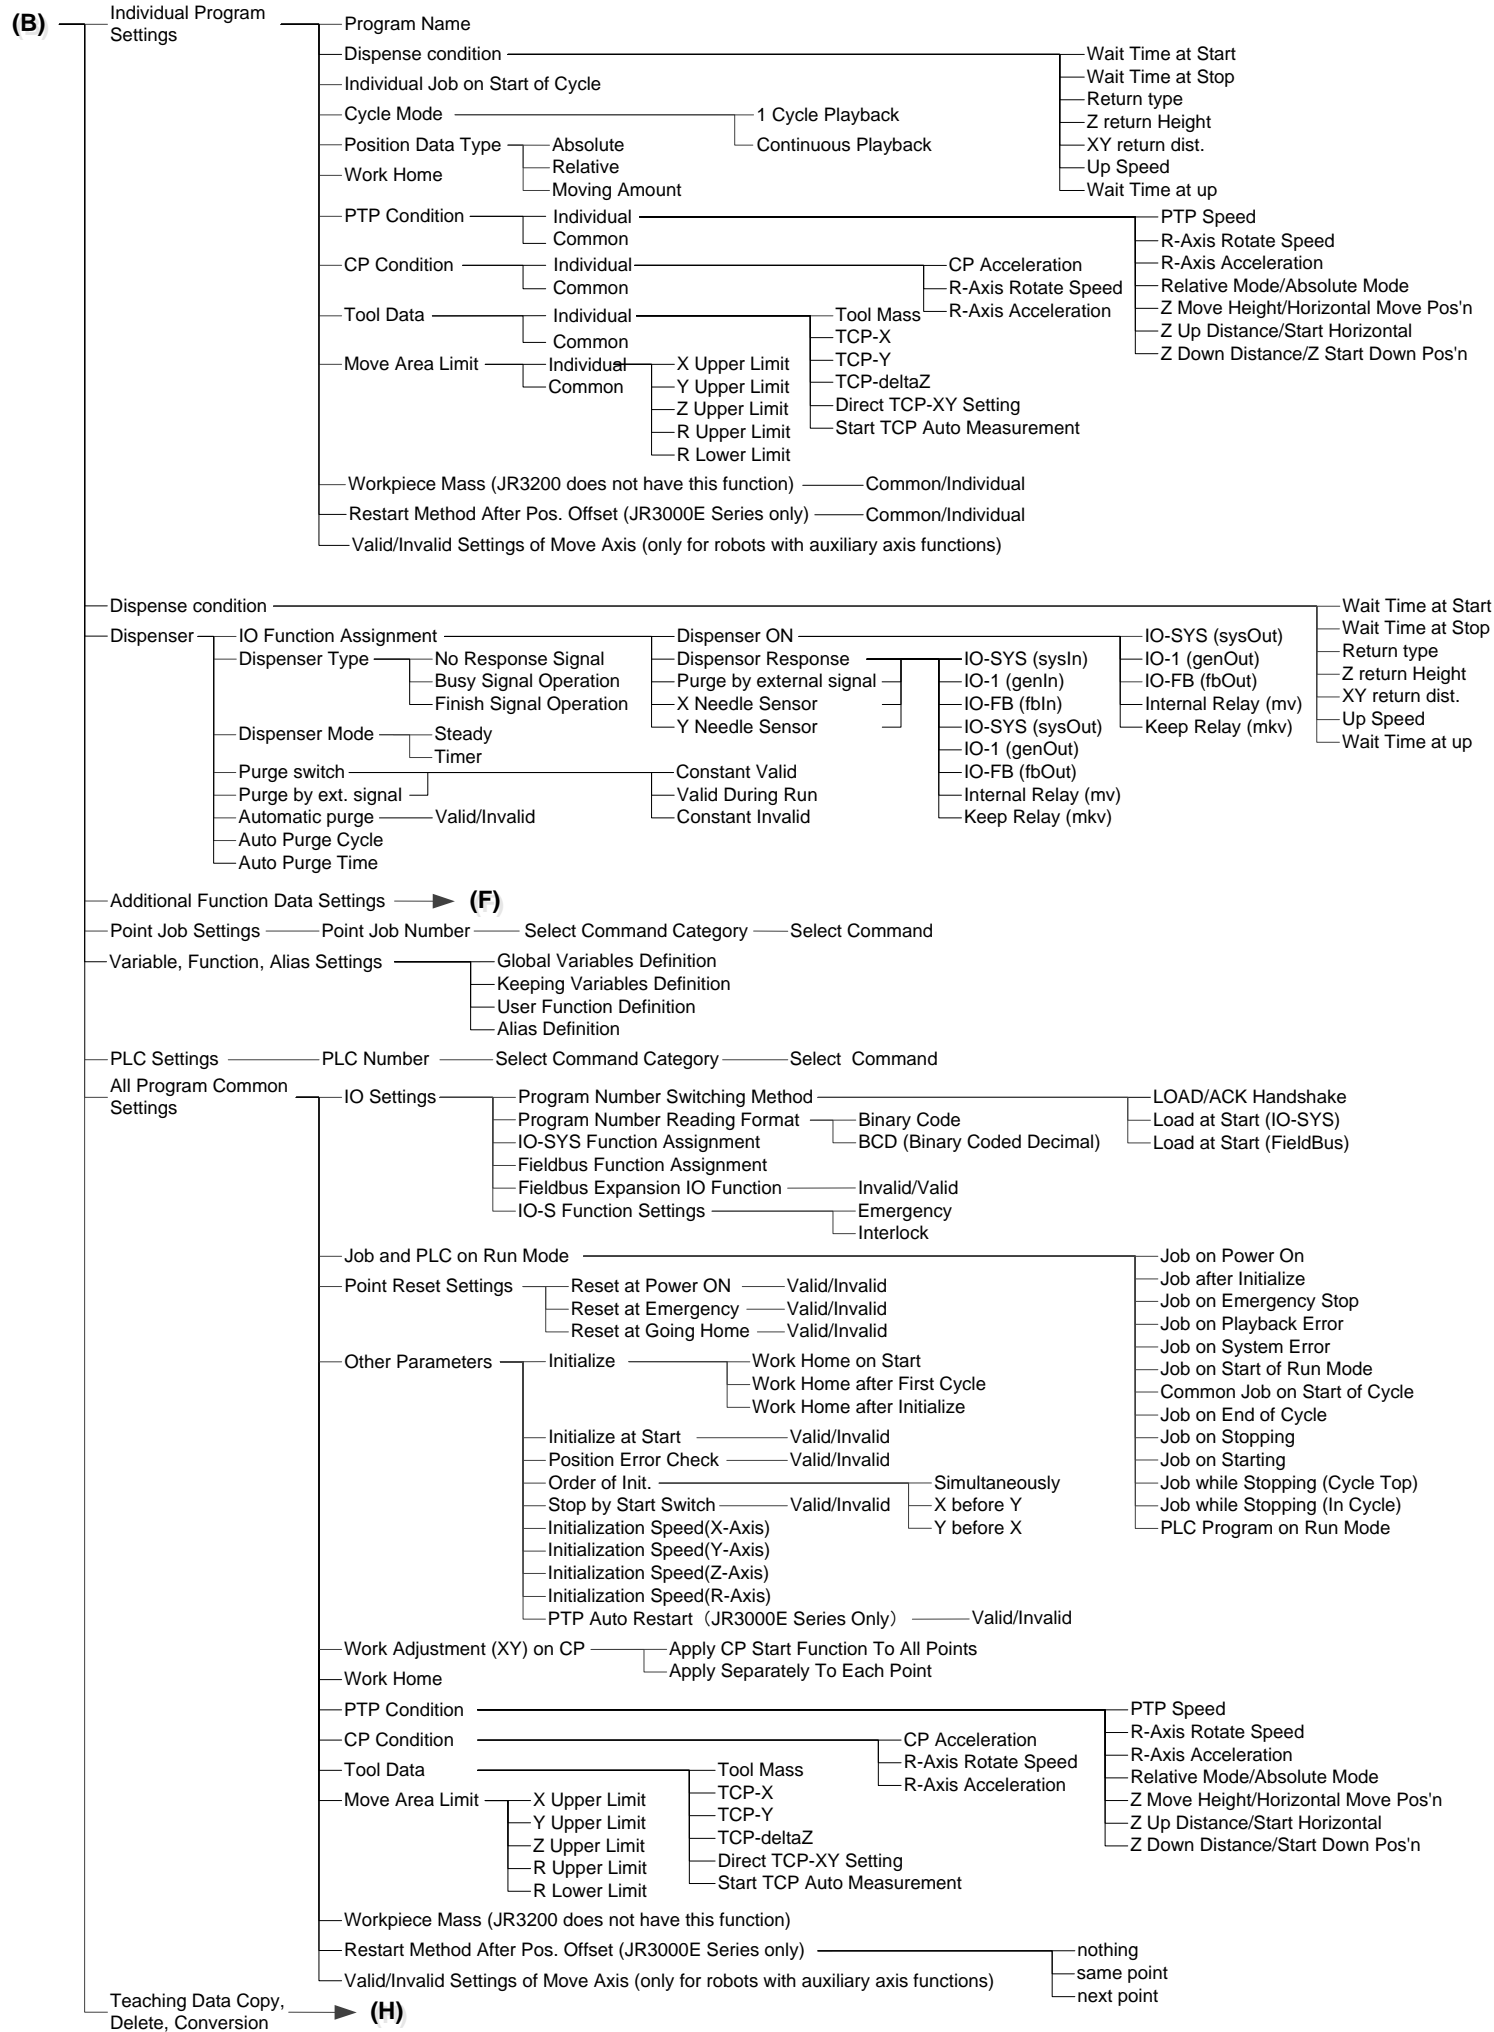 (B)
Individual Program
Settings
Program Name
Dispense condition
Wait Time at Start
Wait Time at Stop
Return type
Z return Height
XY return dist.
Up Speed
Wait Time at up
Individual Job on Start of Cycle
Cycle Mode
1 Cycle Playback
Continuous Playback
Position Data Type
Absolute
Relative
Moving Amount
Work Home
PTP Condition
Individual
Common
PTP Speed
R-Axis Rotate Speed
R-Axis Acceleration
Relative Mode/Absolute Mode
Z Move Height/Horizontal Move Pos'n
Z Up Distance/Start Horizontal
Z Down Distance/Z Start Down Pos'n
CP Condition
Individual
Common
CP Acceleration
R-Axis Rotate Speed
R-Axis Acceleration
Tool Data
Individual
Common
Tool Mass
TCP-X
TCP-Y
TCP-deltaZ
Direct TCP-XY Setting
Start TCP Auto Measurement
Move Area Limit
Individual
Common
X Upper Limit
Y Upper Limit
Z Upper Limit
R Upper Limit
R Lower Limit
Workpiece Mass (JR3200 does not have this function)
Common/Individual
Restart Method After Pos. Offset (JR3000E Series only)
Common/Individual
Valid/Invalid Settings of Move Axis (only for robots with auxiliary axis functions)
Dispense condition
Wait Time at Start
Wait Time at Stop
Return type
Z return Height
XY return dist.
Up Speed
Wait Time at up
Dispenser
IO Function Assignment
Dispenser ON
IO-SYS (sysOut)
IO-1 (genOut)
IO-FB (fbOut)
Internal Relay (mv)
Keep Relay (mkv)
Dispensor Response
Purge by external signal
X Needle Sensor
Y Needle Sensor
IO-SYS (sysIn)
IO-1 (genIn)
IO-FB (fbIn)
IO-SYS (sysOut)
IO-1 (genOut)
IO-FB (fbOut)
Internal Relay (mv)
Keep Relay (mkv)
Dispenser Type
No Response Signal
Busy Signal Operation
Finish Signal Operation
Dispenser Mode
Steady
Timer
Purge switch
Purge by ext. signal
Constant Valid
Valid During Run
Constant Invalid
Automatic purge
Valid/Invalid
Auto Purge Cycle
Auto Purge Time
Additional Function Data Settings
(F)
Point Job Settings
Point Job Number
Select Command Category
Select Command
Variable, Function, Alias Settings
Global Variables Definition
Keeping Variables Definition
User Function Definition
Alias Definition
PLC Settings
PLC Number
Select Command Category
Select Command
All Program Common
Settings
IO Settings
Program Number Switching Method
LOAD/ACK Handshake
Load at Start (IO-SYS)
Load at Start (FieldBus)
Program Number Reading Format
Binary Code
BCD (Binary Coded Decimal)
IO-SYS Function Assignment
Fieldbus Function Assignment
Fieldbus Expansion IO Function
Invalid/Valid
IO-S Function Settings
Emergency
Interlock
Job and PLC on Run Mode
Job on Power On
Job after Initialize
Job on Emergency Stop
Job on Playback Error
Job on System Error
Job on Start of Run Mode
Common Job on Start of Cycle
Job on End of Cycle
Job on Stopping
Job on Starting
Job while Stopping (Cycle Top)
Job while Stopping (In Cycle)
PLC Program on Run Mode
Point Reset Settings
Reset at Power ON
Valid/Invalid
Reset at Emergency
Valid/Invalid
Reset at Going Home
Valid/Invalid
Other Parameters
Initialize
Work Home on Start
Work Home after First Cycle
Work Home after Initialize
Initialize at Start
Valid/Invalid
Position Error Check
Valid/Invalid
Order of Init.
Simultaneously
X before Y
Y before X
Stop by Start Switch
Valid/Invalid
Initialization Speed(X-Axis)
Initialization Speed(Y-Axis)
Initialization Speed(Z-Axis)
Initialization Speed(R-Axis)
PTP Auto Restart（JR3000E Series Only）
Valid/Invalid
Work Adjustment (XY) on CP
Apply CP Start Function To All Points
Apply Separately To Each Point
Work Home
PTP Condition
PTP Speed
R-Axis Rotate Speed
R-Axis Acceleration
Relative Mode/Absolute Mode
Z Move Height/Horizontal Move Pos'n
Z Up Distance/Start Horizontal
Z Down Distance/Start Down Pos'n
CP Condition
CP Acceleration
R-Axis Rotate Speed
R-Axis Acceleration
Tool Data
Tool Mass
TCP-X
TCP-Y
TCP-deltaZ
Direct TCP-XY Setting
Start TCP Auto Measurement
Move Area Limit
X Upper Limit
Y Upper Limit
Z Upper Limit
R Upper Limit
R Lower Limit
Workpiece Mass (JR3200 does not have this function)
Restart Method After Pos. Offset (JR3000E Series only)
nothing
same point
next point
Valid/Invalid Settings of Move Axis (only for robots with auxiliary axis functions)
Teaching Data Copy,
Delete, Conversion
(H)